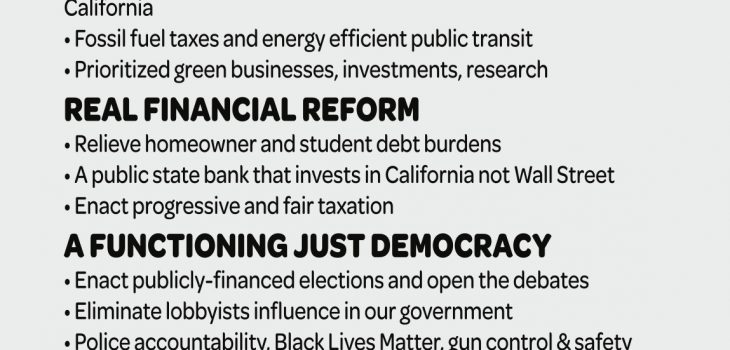 California
• Fossil fuel taxes and energy efficient public transit
• Prioritized green businesses, investments, research
REAL FINANCIAL REFORM
• Relieve homeowner and student debt burdens
• A public state bank that invests in California not Wall Street
• Enact progressive and fair taxation
A FUNCTIONING JUST DEMOCRACY
• Enact publicly-financed elections and open the debates
• Eliminate lobbyists influence in our government
• Police accountability, Black Lives Matter, gun control & safety